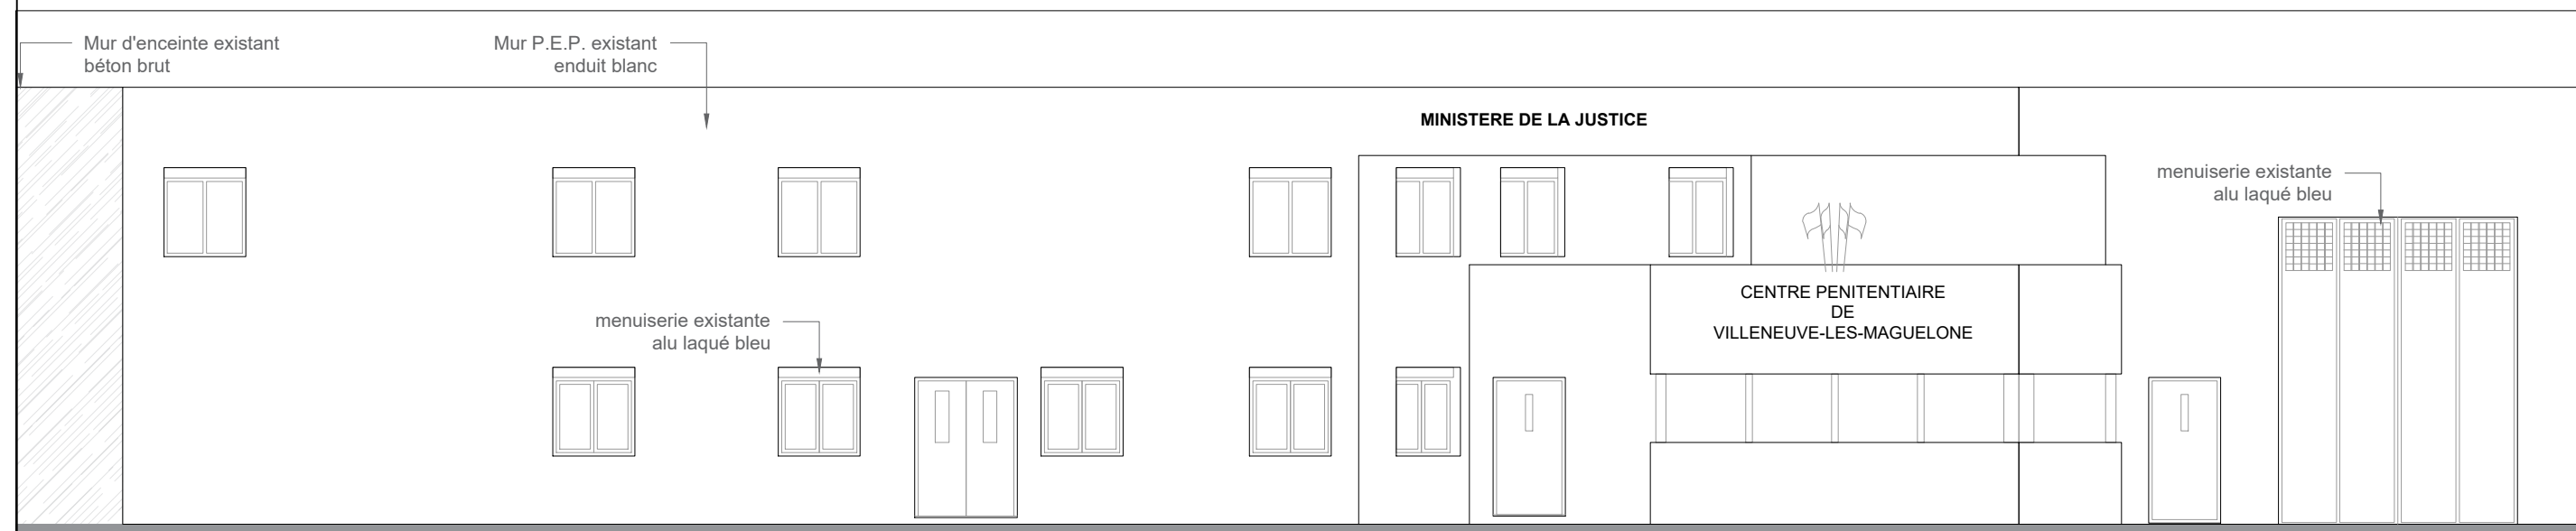 Mur d'enceinte existant
béton brut
Mur P.E.P. existant
enduit blanc
MINISTERE DE LA JUSTICE
menuiserie existante
alu laqué bleu
CENTRE PENITENTIAIRE
DE
VILLENEUVE-LES-MAGUELONE
menuiserie existante
alu laqué bleu